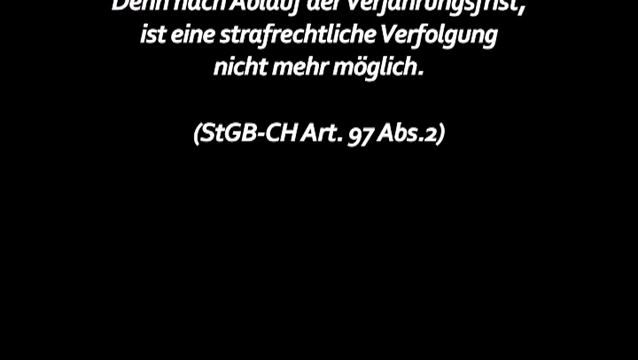 Denn nach Ablauf der Verjährungsfrist,
ist eine strafrechtliche Verfolgung
nicht mehr möglich.
(StGB-CH Art. 97 Abs.2)